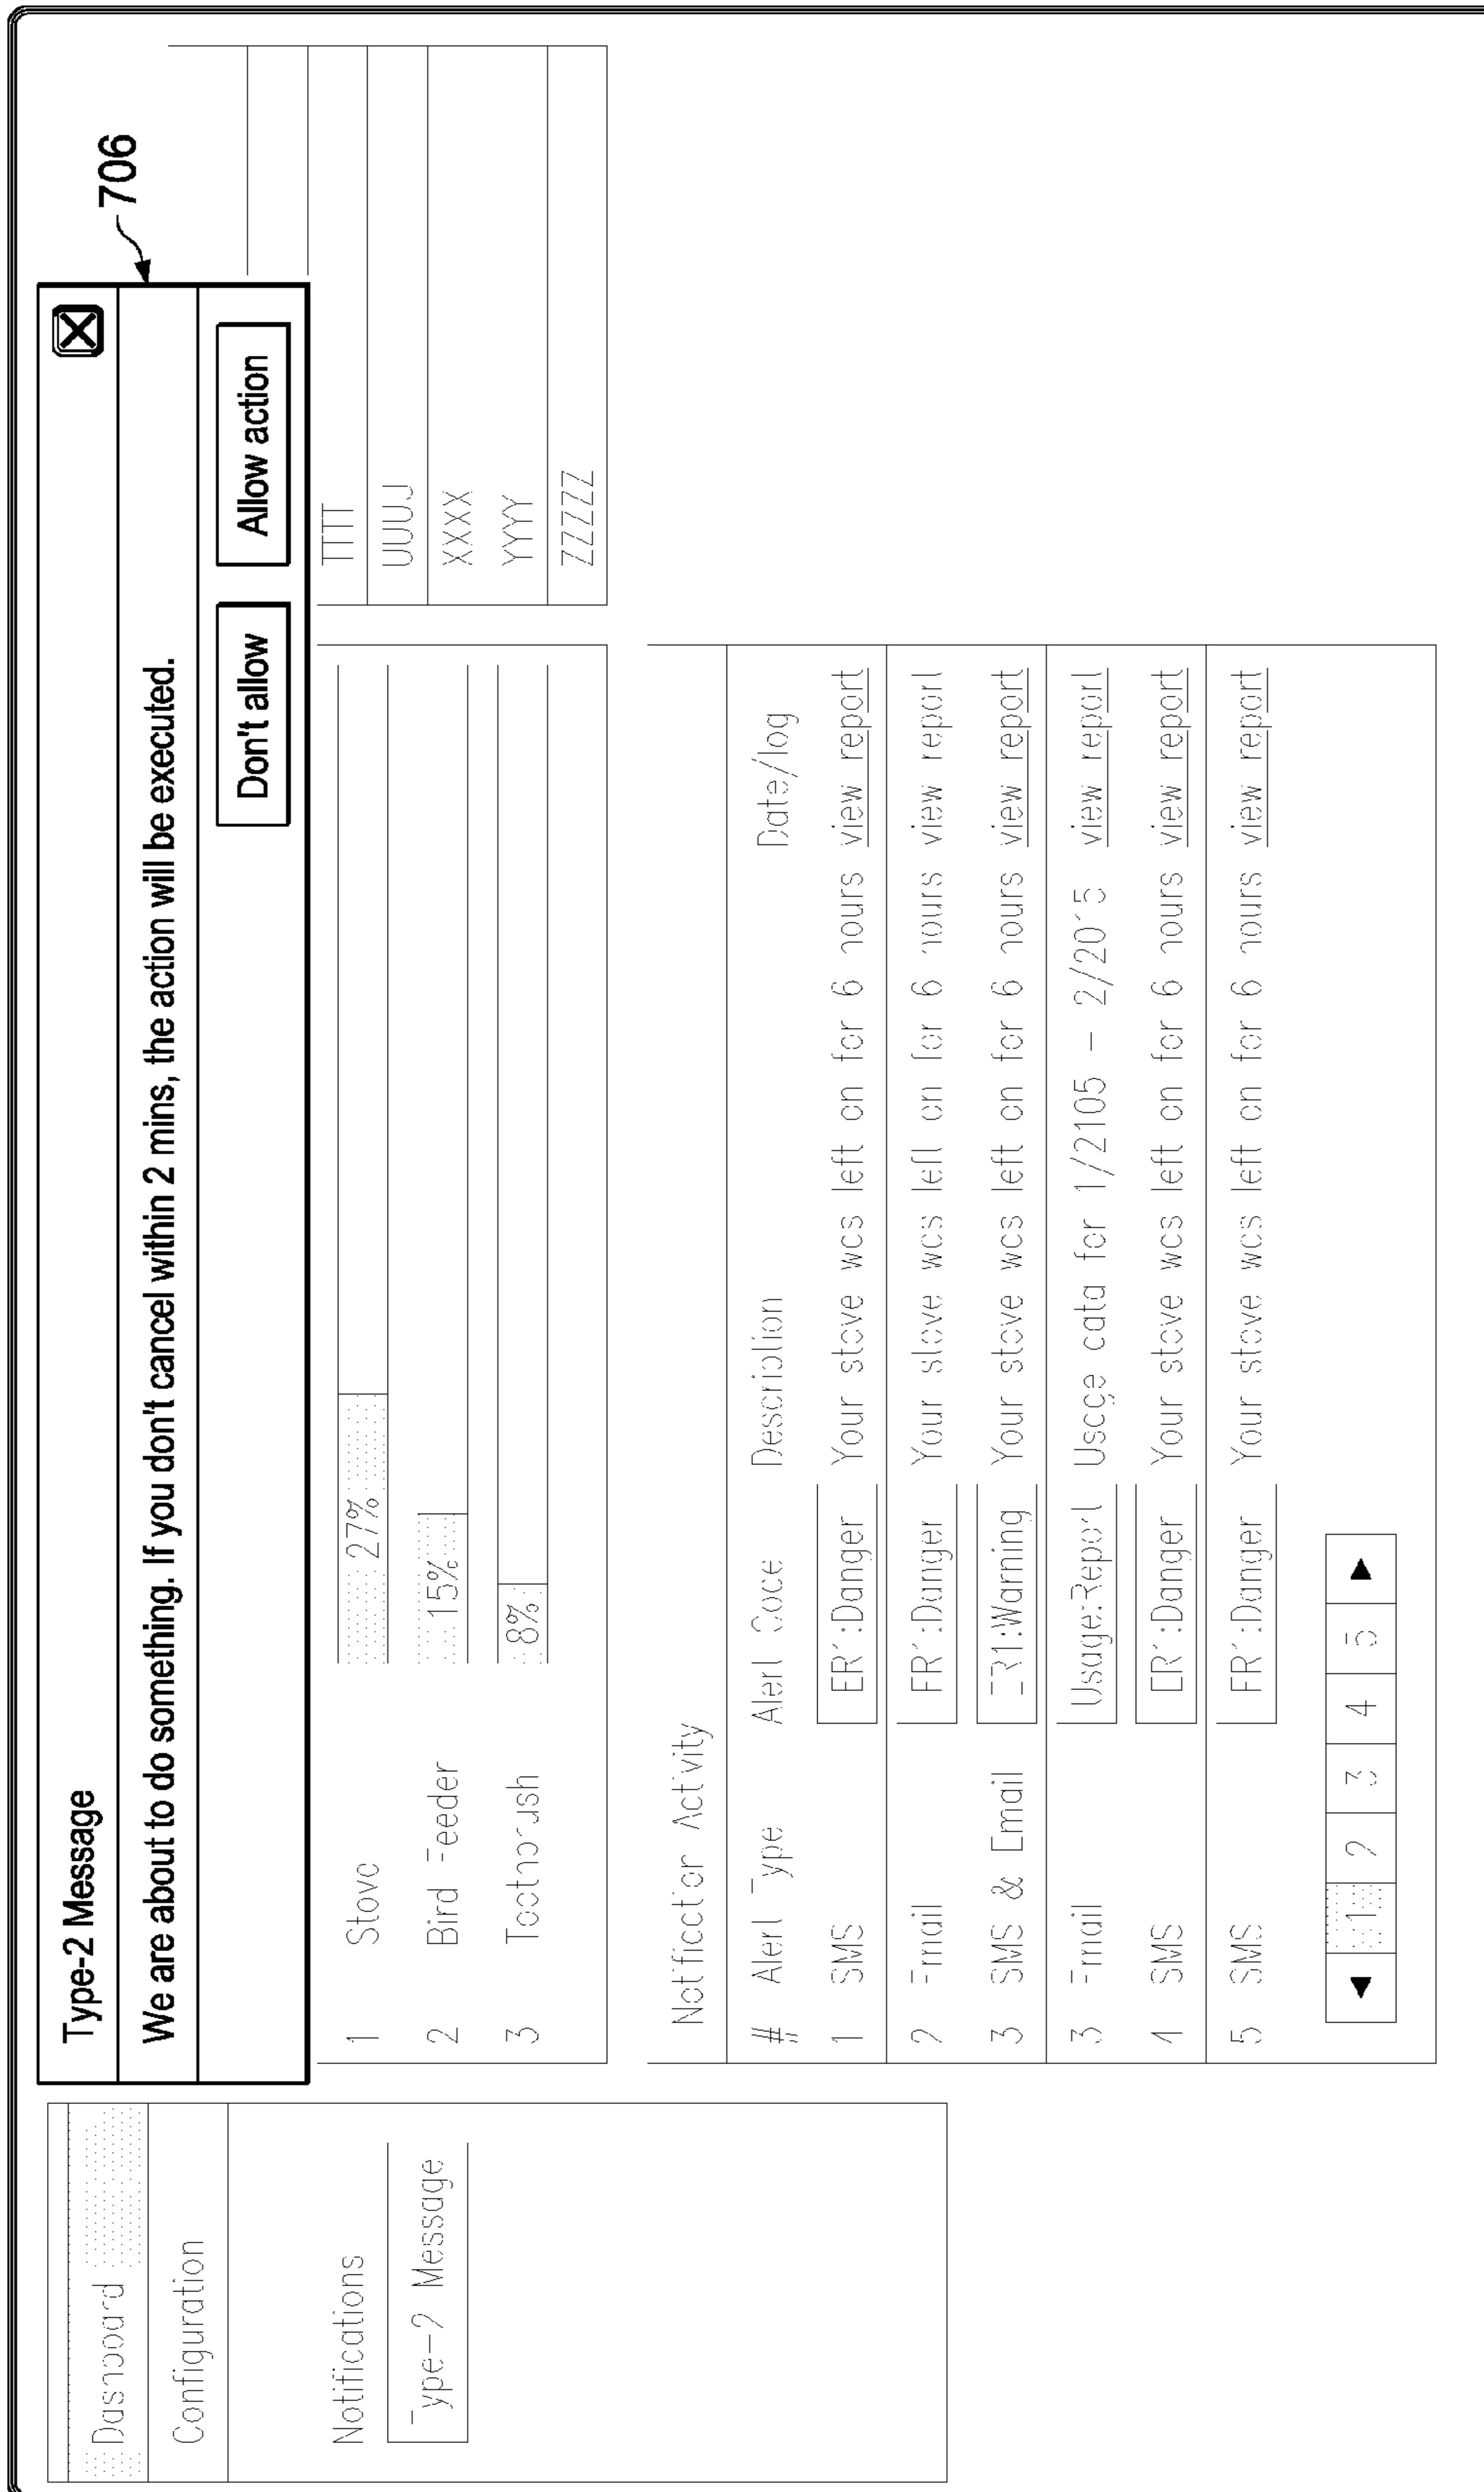 706
Type-2 Message
We are about to do something. If you don't cancel within 2 mins, the action will be executed.
Don't allow Allow action
Dashboard
Configuration
Notifications
Type-2 Message
1 Stove 27%
2 Bird Feeder 15%
3 Toothbrush 8%
TTTT
UUUU
XXXX
YYYY
ZZZZZ
Notification Activity
# Alert Type Alert Code Description Date/log
1 SMS ER1:Danger Your stove was left on for 6 hours view report
2 Email ER1:Danger Your stove was left on for 6 hours view report
3 SMS & Email ER1:Warning Your stove was left on for 6 hours view report
3 Email Usage:Report Usage data for 1/2105 - 2/2015 view report
4 SMS ER1:Danger Your stove was left on for 6 hours view report
5 SMS ER1:Danger Your stove was left on for 6 hours view report
◄ 1 2 3 4 5 ►